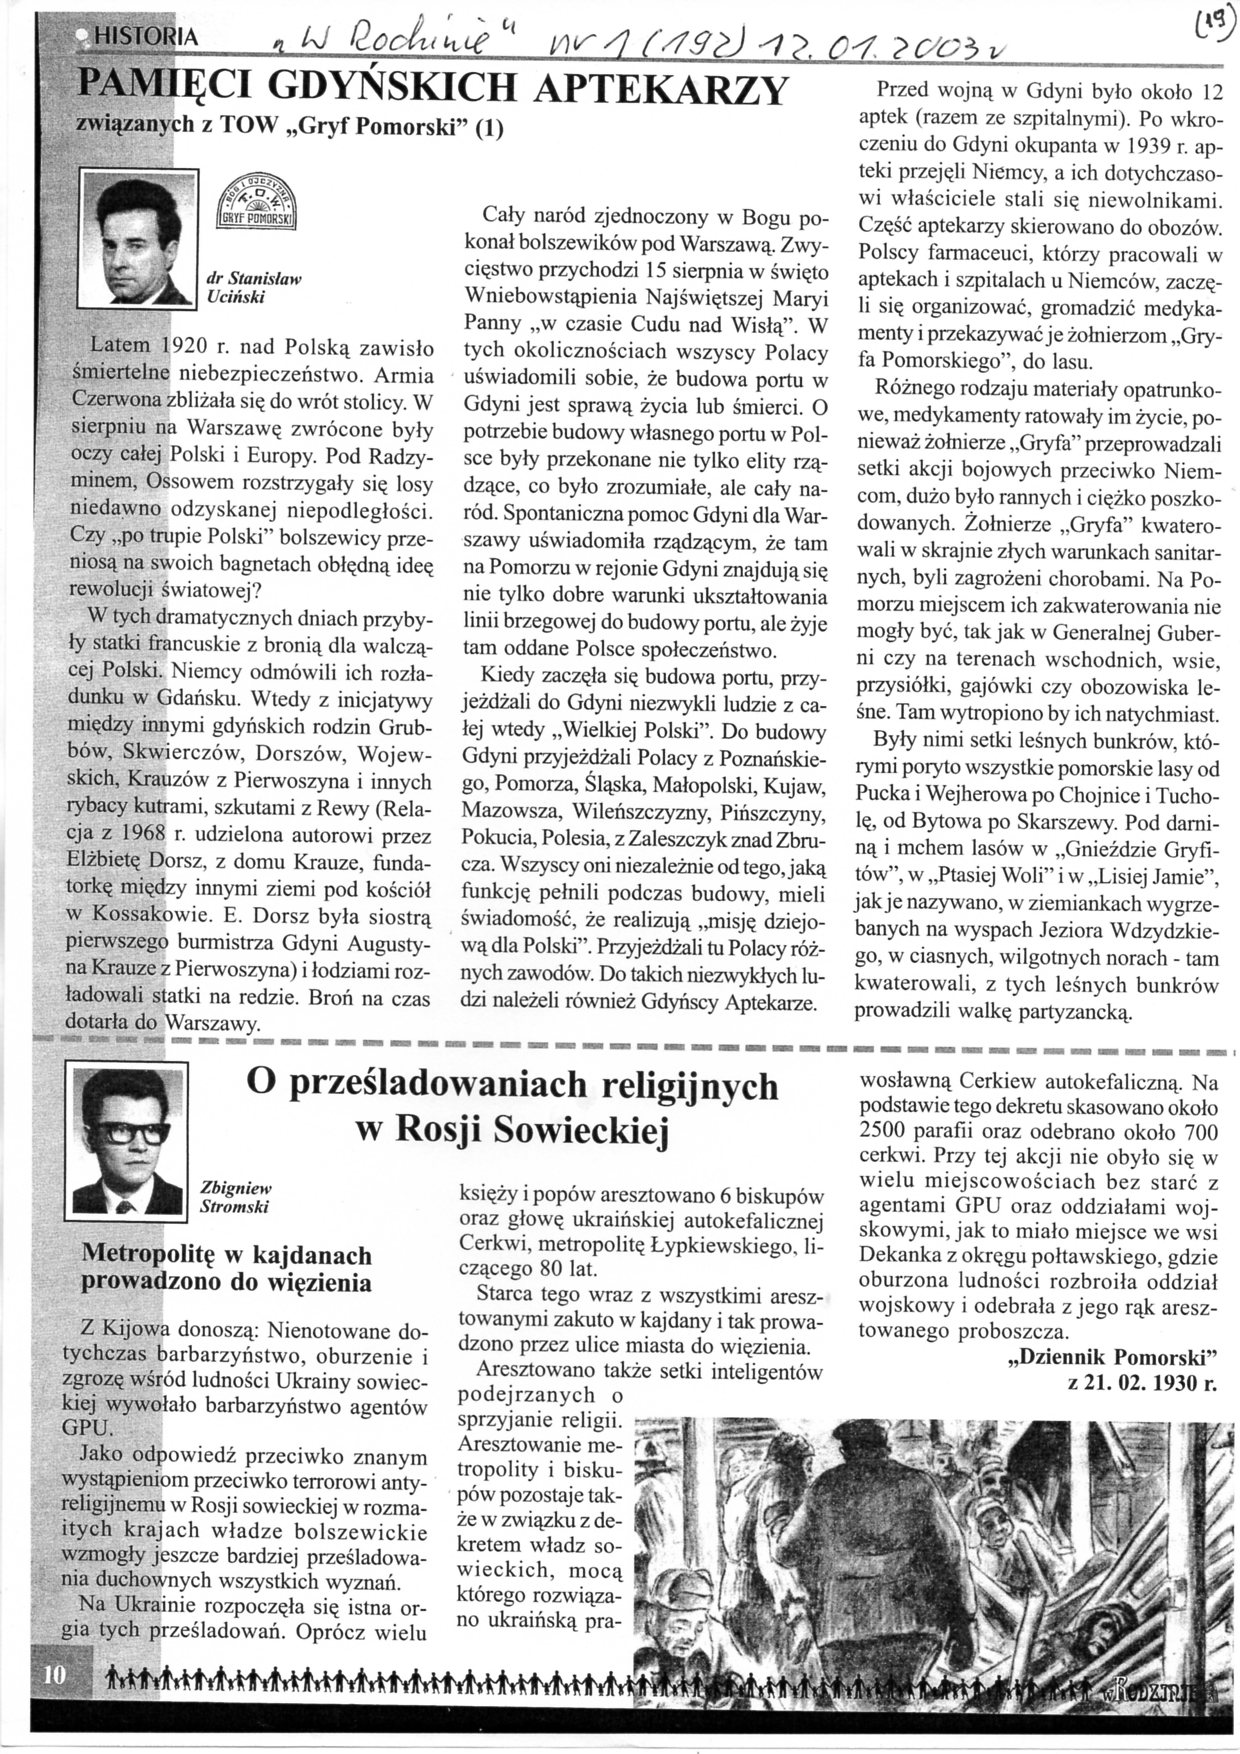 HISTORIA
„W Rodzinie" nr 1 (192) 12.01.2003 r
(19)
PAMIĘCI GDYŃSKICH APTEKARZY
związanych z TOW „Gryf Pomorski” (1)
BÓG I OJCZYZNA
T.O.W.
GRYF POMORSKI
dr Stanisław
Uciński
Latem 1920 r. nad Polską zawisło
śmiertelne niebezpieczeństwo. Armia
Czerwona zbliżała się do wrót stolicy. W
sierpniu na Warszawę zwrócone były
oczy całej Polski i Europy. Pod Radzy-
minem, Ossowem rozstrzygały się losy
niedawno odzyskanej niepodległości.
Czy „po trupie Polski” bolszewicy prze-
niosą na swoich bagnetach obłędną ideę
rewolucji światowej?
W tych dramatycznych dniach przyby-
ły statki francuskie z bronią dla walczą-
cej Polski. Niemcy odmówili ich rozła-
dunku w Gdańsku. Wtedy z inicjatywy
między innymi gdyńskich rodzin Grub-
bów, Skwierczów, Dorszów, Wojew-
skich, Krauzów z Pierwoszyna i innych
rybacy kutrami, szkutami z Rewy (Rela-
cja z 1968 r. udzielona autorowi przez
Elżbietę Dorsz, z domu Krauze, funda-
torkę między innymi ziemi pod kościół
w Kossakowie. E. Dorsz była siostrą
pierwszego burmistrza Gdyni Augusty-
na Krauze z Pierwoszyna) i łodziami roz-
ładowali statki na redzie. Broń na czas
dotarła do Warszawy.
Cały naród zjednoczony w Bogu po-
konał bolszewików pod Warszawą. Zwy-
cięstwo przychodzi 15 sierpnia w święto
Wniebowstąpienia Najświętszej Maryi
Panny „w czasie Cudu nad Wisłą”. W
tych okolicznościach wszyscy Polacy
uświadomili sobie, że budowa portu w
Gdyni jest sprawą życia lub śmierci. O
potrzebie budowy własnego portu w Pol-
sce były przekonane nie tylko elity rzą-
dzące, co było zrozumiałe, ale cały na-
ród. Spontaniczna pomoc Gdyni dla War-
szawy uświadomiła rządzącym, że tam
na Pomorzu w rejonie Gdyni znajdują się
nie tylko dobre warunki ukształtowania
linii brzegowej do budowy portu, ale żyje
tam oddane Polsce społeczeństwo.
Kiedy zaczęła się budowa portu, przy-
jeżdżali do Gdyni niezwykli ludzie z ca-
łej wtedy „Wielkiej Polski”. Do budowy
Gdyni przyjeżdżali Polacy z Poznańskie-
go, Pomorza, Śląska, Małopolski, Kujaw,
Mazowsza, Wileńszczyzny, Pińszczyny,
Pokucia, Polesia, z Zaleszczyk znad Zbru-
cza. Wszyscy oni niezależnie od tego, jaką
funkcję pełnili podczas budowy, mieli
świadomość, że realizują „misję dziejo-
wą dla Polski”. Przyjeżdżali tu Polacy róż-
nych zawodów. Do takich niezwykłych lu-
dzi należeli również Gdyńscy Aptekarze.
Przed wojną w Gdyni było około 12
aptek (razem ze szpitalnymi). Po wkro-
czeniu do Gdyni okupanta w 1939 r. ap-
teki przejęli Niemcy, a ich dotychczaso-
wi właściciele stali się niewolnikami.
Część aptekarzy skierowano do obozów.
Polscy farmaceuci, którzy pracowali w
aptekach i szpitalach u Niemców, zaczę-
li się organizować, gromadzić medyka-
menty i przekazywać je żołnierzom „Gry-
fa Pomorskiego”, do lasu.
Różnego rodzaju materiały opatrunko-
we, medykamenty ratowały im życie, po-
nieważ żołnierze „Gryfa” przeprowadzali
setki akcji bojowych przeciwko Niem-
com, dużo było rannych i ciężko poszko-
dowanych. Żołnierze „Gryfa” kwatero-
wali w skrajnie złych warunkach sanitar-
nych, byli zagrożeni chorobami. Na Po-
morzu miejscem ich zakwaterowania nie
mogły być, tak jak w Generalnej Guber-
ni czy na terenach wschodnich, wsie,
przysiółki, gajówki czy obozowiska le-
śne. Tam wytropiono by ich natychmiast.
Były nimi setki leśnych bunkrów, któ-
rymi poryto wszystkie pomorskie lasy od
Pucka i Wejherowa po Chojnice i Tucho-
lę, od Bytowa po Skarszewy. Pod darni-
ną i mchem lasów w „Gnieździe Gryfi-
tów”, w „Ptasiej Woli” i w „Lisiej Jamie”,
jak je nazywano, w ziemiankach wygrze-
banych na wyspach Jeziora Wdzydzkie-
go, w ciasnych, wilgotnych norach - tam
kwaterowali, z tych leśnych bunkrów
prowadzili walkę partyzancką.
O prześladowaniach religijnych
w Rosji Sowieckiej
Zbigniew
Stromski
Metropolitę w kajdanach
prowadzono do więzienia
Z Kijowa donoszą: Nienotowane do-
tychczas barbarzyństwo, oburzenie i
zgrozę wśród ludności Ukrainy sowiec-
kiej wywołało barbarzyństwo agentów
GPU.
Jako odpowiedź przeciwko znanym
wystąpieniom przeciwko terrorowi anty-
religijnemu w Rosji sowieckiej w rozma-
itych krajach władze bolszewickie
wzmogły jeszcze bardziej prześladowa-
nia duchownych wszystkich wyznań.
Na Ukrainie rozpoczęła się istna or-
gia tych prześladowań. Oprócz wielu
księży i popów aresztowano 6 biskupów
oraz głowę ukraińskiej autokefalicznej
Cerkwi, metropolitę Łypkiewskiego, li-
czącego 80 lat.
Starca tego wraz z wszystkimi aresz-
towanymi zakuto w kajdany i tak prowa-
dzono przez ulice miasta do więzienia.
Aresztowano także setki inteligentów
podejrzanych o
sprzyjanie religii.
Aresztowanie me-
tropolity i bisku-
pów pozostaje tak-
że w związku z de-
kretem władz so-
wieckich, mocą
którego rozwiąza-
no ukraińską pra-
wosławną Cerkiew autokefaliczną. Na
podstawie tego dekretu skasowano około
2500 parafii oraz odebrano około 700
cerkwi. Przy tej akcji nie obyło się w
wielu miejscowościach bez starć z
agentami GPU oraz oddziałami woj-
skowymi, jak to miało miejsce we wsi
Dekanka z okręgu połtawskiego, gdzie
oburzona ludność rozbroiła oddział
wojskowy i odebrała z jego rąk aresz-
towanego proboszcza.
„Dziennik Pomorski”
z 21. 02. 1930 r.
10
w RODZINIE